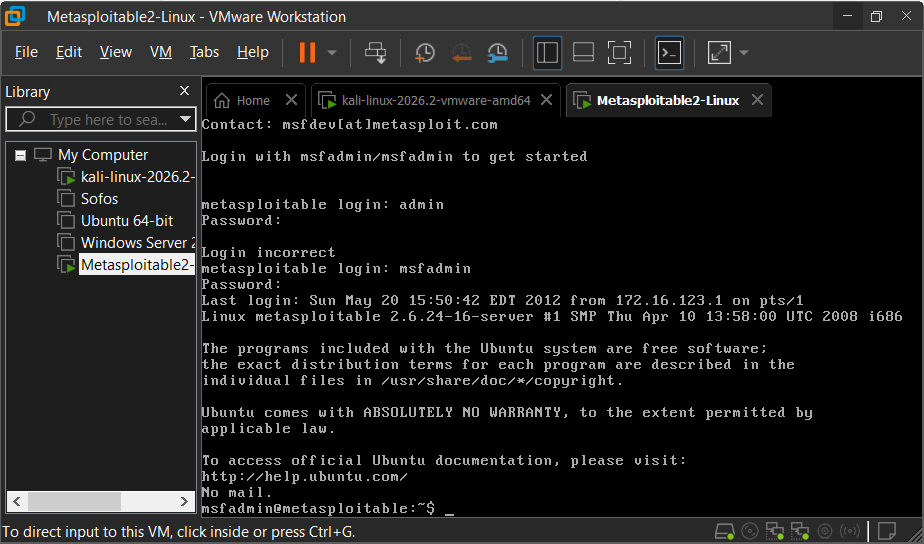 Metasploitable2-Linux - VMware Workstation
File Edit View VM Tabs Help
Library
Type here to sea...
My Computer
kali-linux-2026.2-
Sofos
Ubuntu 64-bit
Windows Server 2
Metasploitable2-
Home
kali-linux-2026.2-vmware-amd64
Metasploitable2-Linux
Contact: msfdev[at]metasploit.com
Login with msfadmin/msfadmin to get started
metasploitable login: admin
Password:
Login incorrect
metasploitable login: msfadmin
Password:
Last login: Sun May 20 15:50:42 EDT 2012 from 172.16.123.1 on pts/1
Linux metasploitable 2.6.24-16-server #1 SMP Thu Apr 10 13:58:00 UTC 2008 i686
The programs included with the Ubuntu system are free software;
the exact distribution terms for each program are described in the
individual files in /usr/share/doc/*/copyright.
Ubuntu comes with ABSOLUTELY NO WARRANTY, to the extent permitted by
applicable law.
To access official Ubuntu documentation, please visit:
http://help.ubuntu.com/
No mail.
msfadmin@metasploitable:~$ _
To direct input to this VM, click inside or press Ctrl+G.